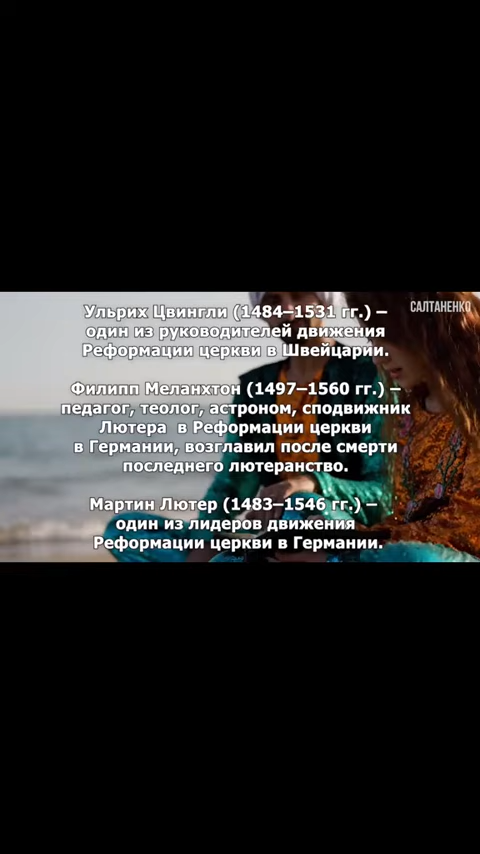 САЛТАНЕНКО
Ульрих Цвингли (1484–1531 гг.) –
один из руководителей движения
Реформации церкви в Швейцарии.
Филипп Меланхтон (1497–1560 гг.) –
педагог, теолог, астроном, сподвижник
Лютера в Реформации церкви
в Германии, возглавил после смерти
последнего лютеранство.
Мартин Лютер (1483–1546 гг.) –
один из лидеров движения
Реформации церкви в Германии.